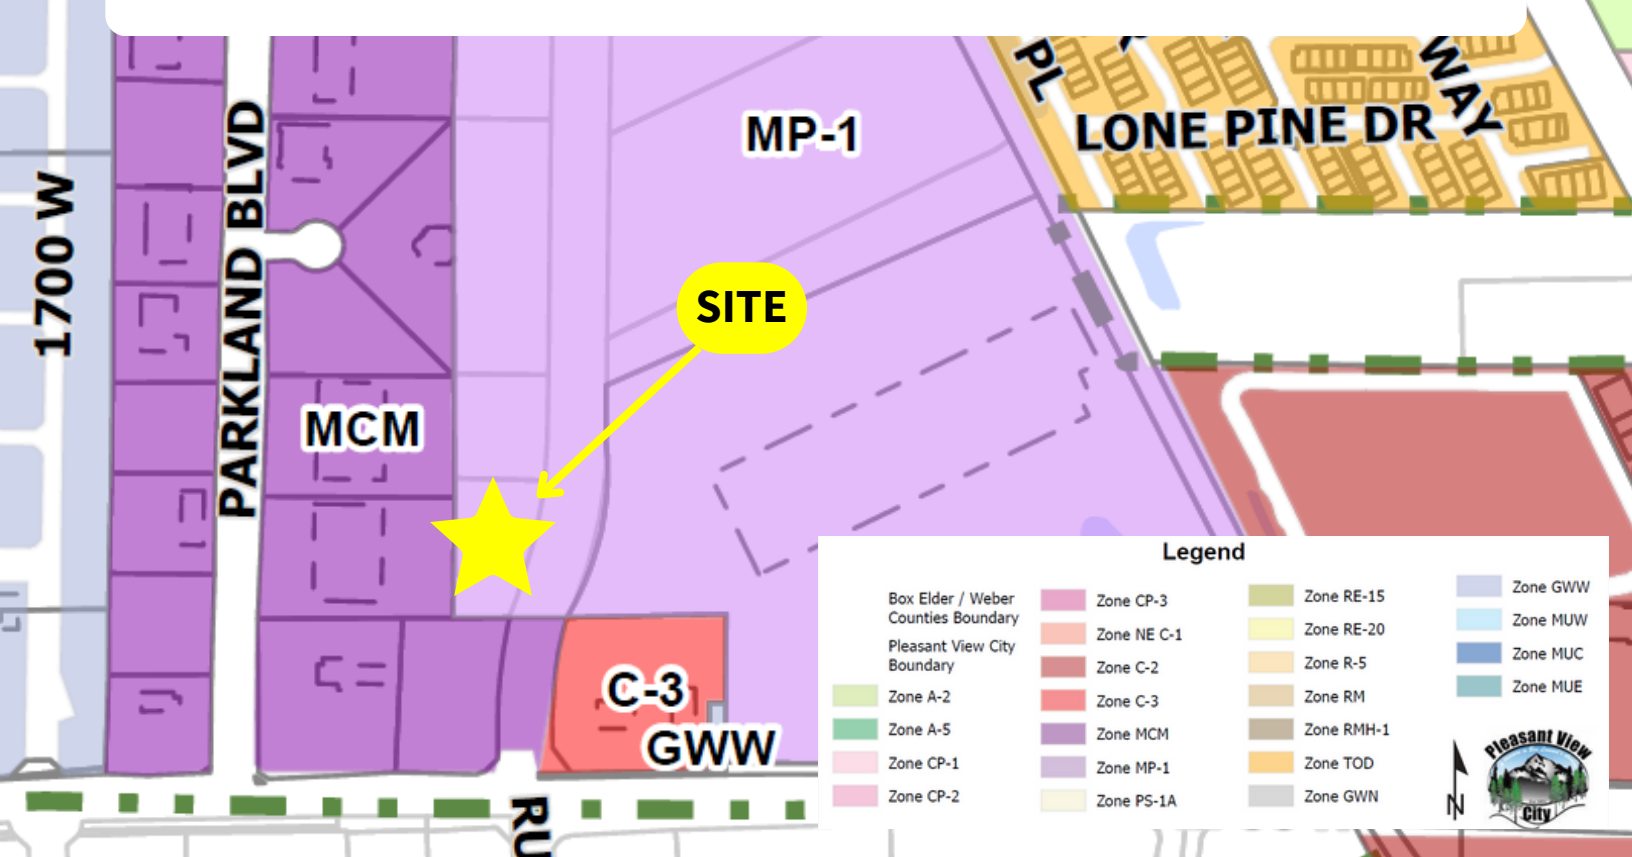 PL
WAY
LONE PINE DR
MP-1
1700 W
PARKLAND BLVD
SITE
MCM
C-3
GWW
RU
Legend
Box Elder / Weber
Counties Boundary
Pleasant View City
Boundary
Zone A-2
Zone A-5
Zone CP-1
Zone CP-2
Zone CP-3
Zone NE C-1
Zone C-2
Zone C-3
Zone MCM
Zone MP-1
Zone PS-1A
Zone RE-15
Zone RE-20
Zone R-5
Zone RM
Zone RMH-1
Zone TOD
Zone GWN
Zone GWW
Zone MUW
Zone MUC
Zone MUE
N
Pleasant View
City